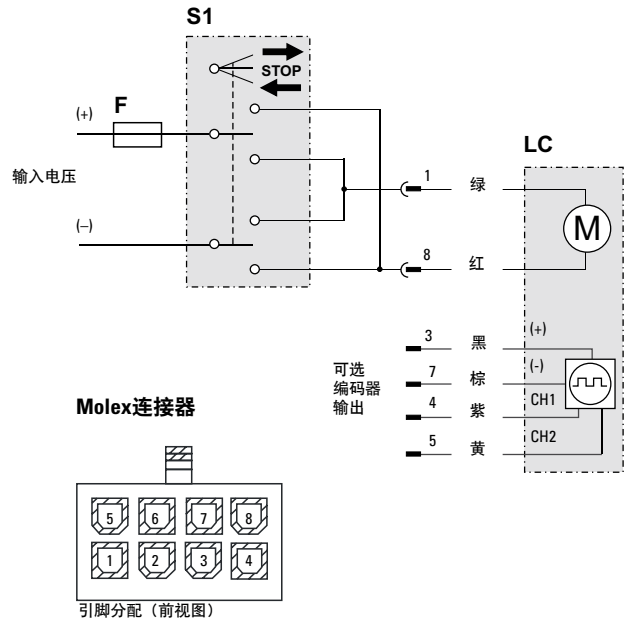 S1
STOP
(+)
F
输入电压
(–)
LC
1
绿
M
8
红
3
黑
(+)
7
棕
(-)
4
紫
CH1
5
黄
CH2
可选
编码器
输出
Molex连接器
5 6 7 8
1 2 3 4
引脚分配（前视图）